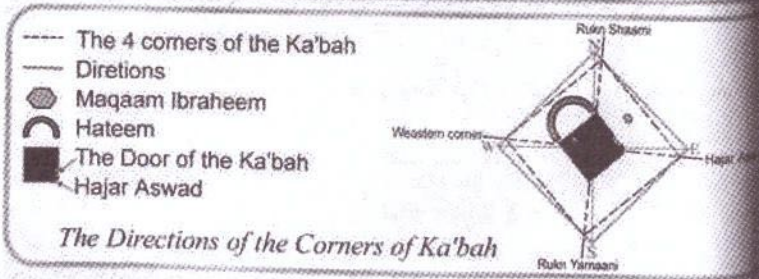 The 4 corners of the Ka'bah
Diretions
Maqaam Ibraheem
Hateem
The Door of the Ka'bah
Hajar Aswad
The Directions of the Corners of Ka'bah
Rukn Shaami
N
Weastern corner
W
E
Hajar
S
Rukn Yamaani